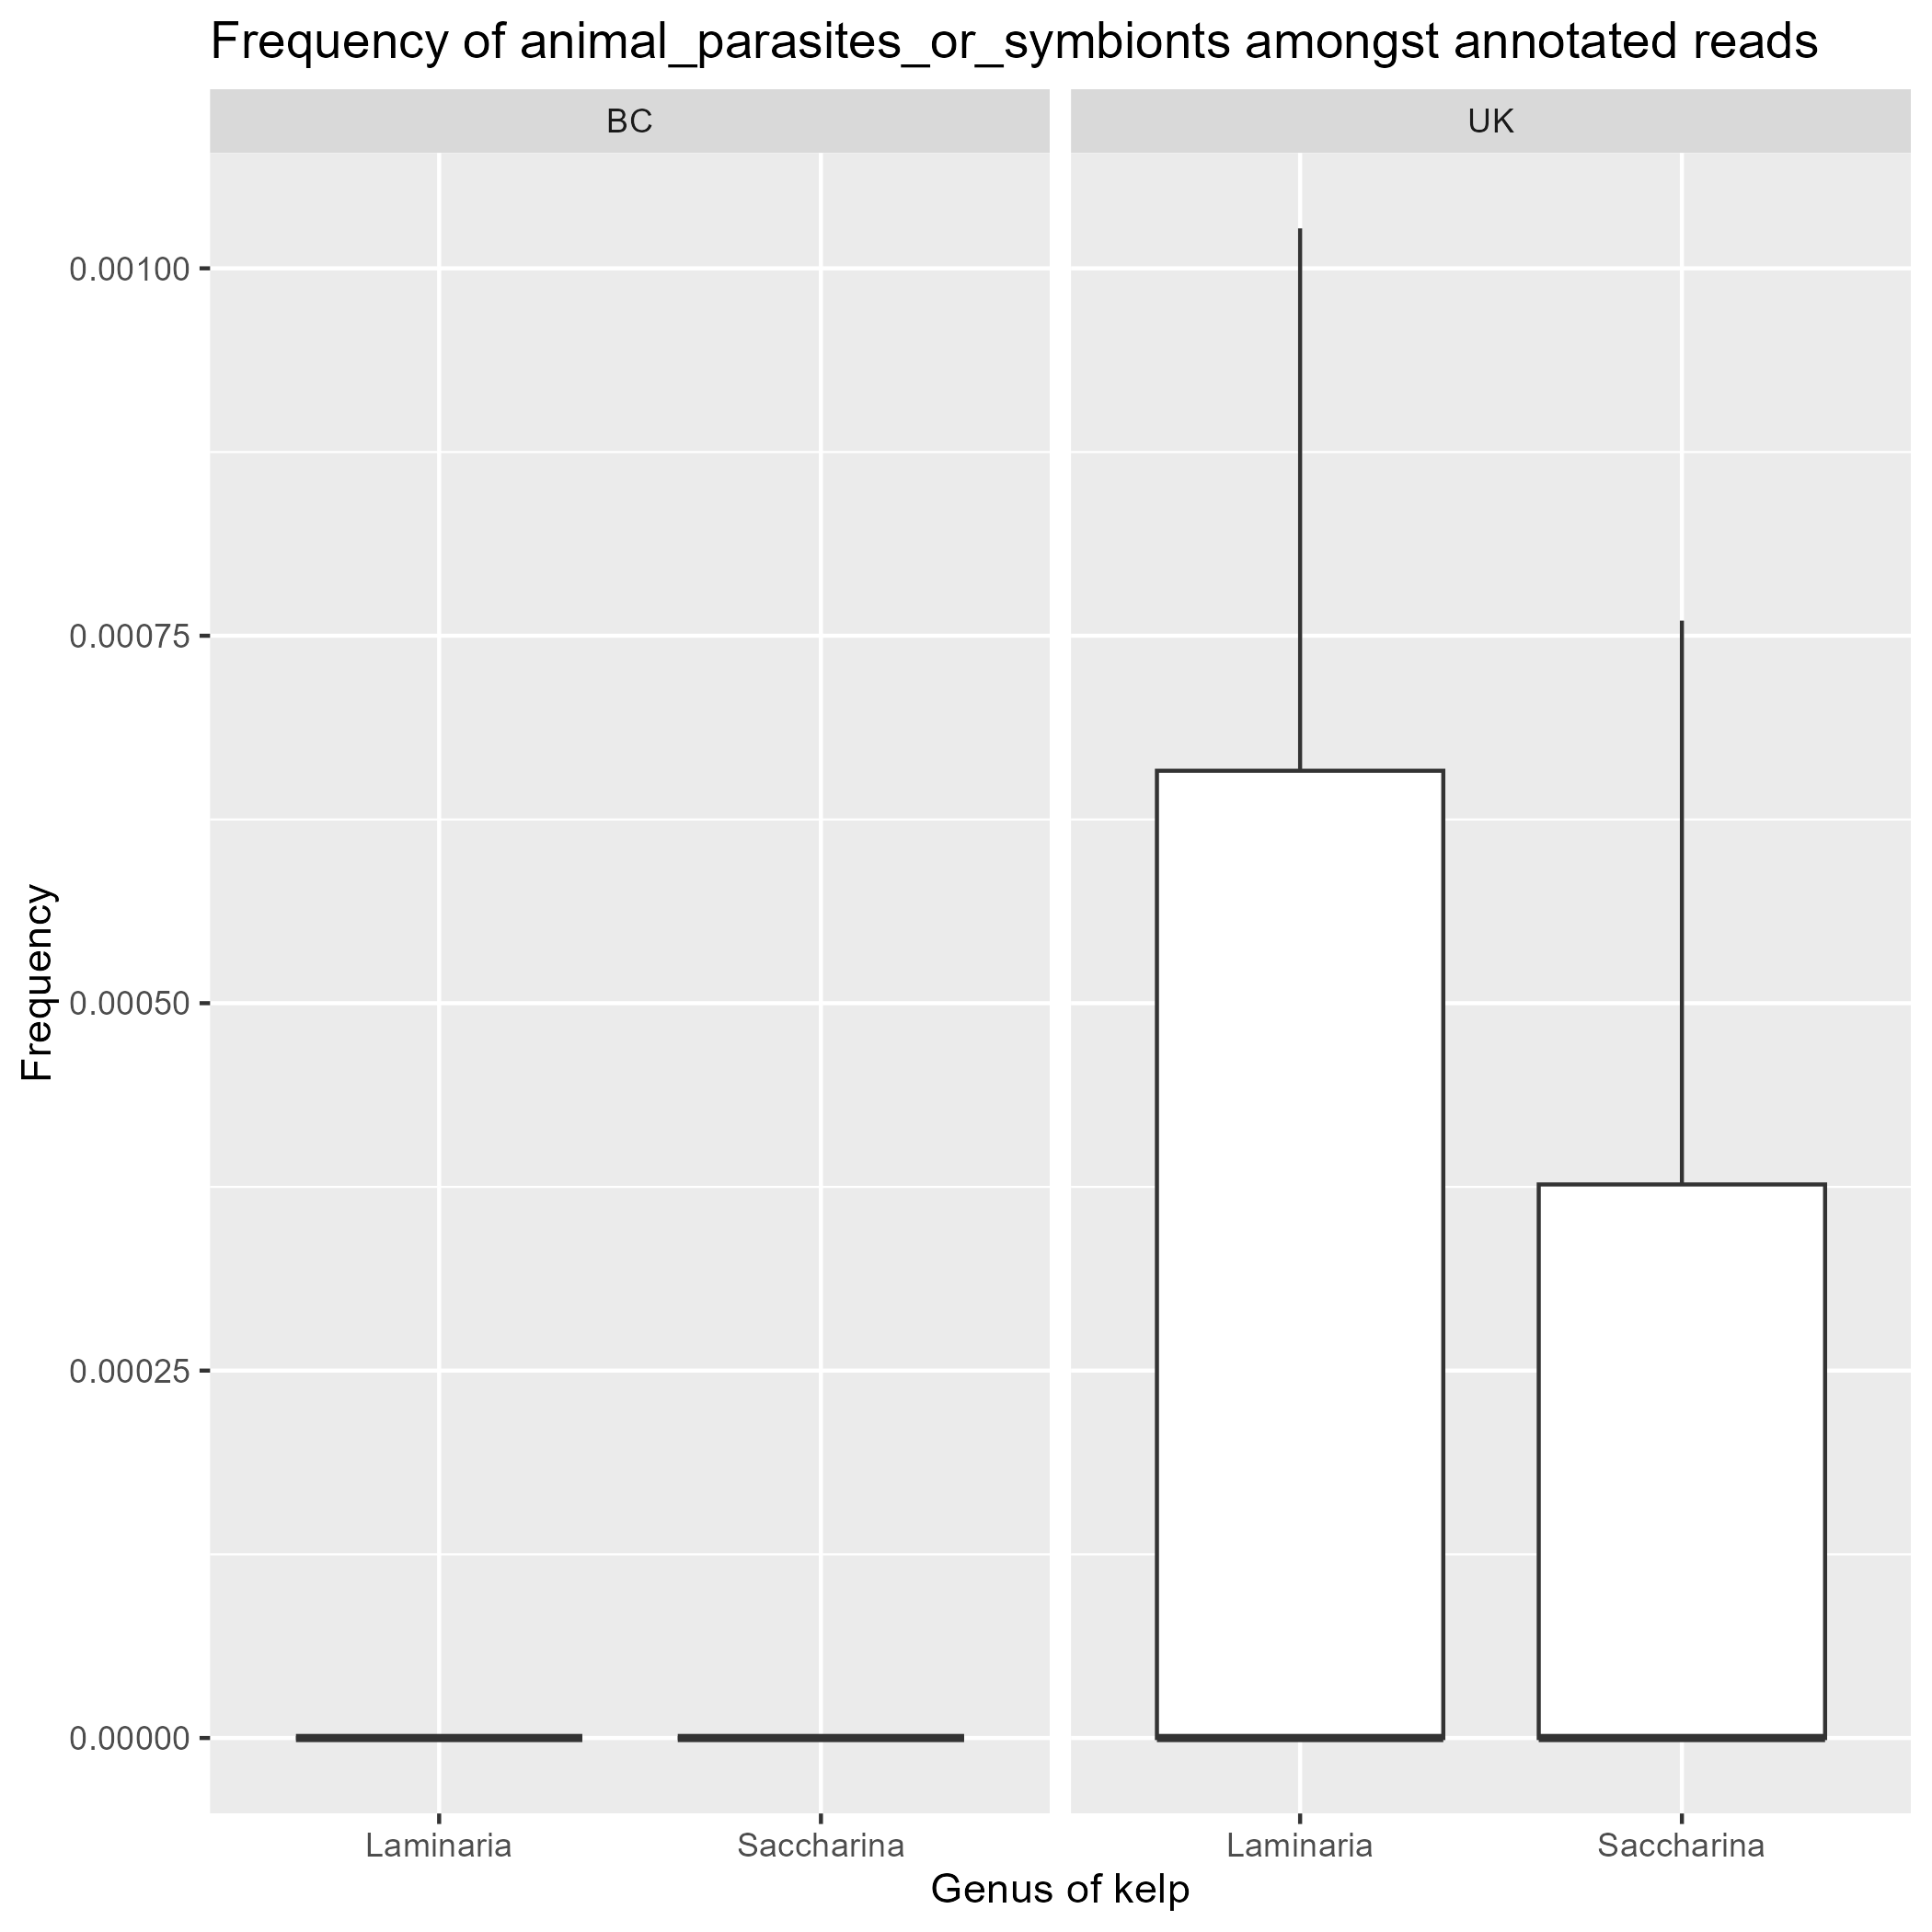 Frequency of animal_parasites_or_symbionts amongst annotated reads
BC
UK
0.00100
0.00075
0.00050
0.00025
0.00000
Frequency
Laminaria
Saccharina
Laminaria
Saccharina
Genus of kelp